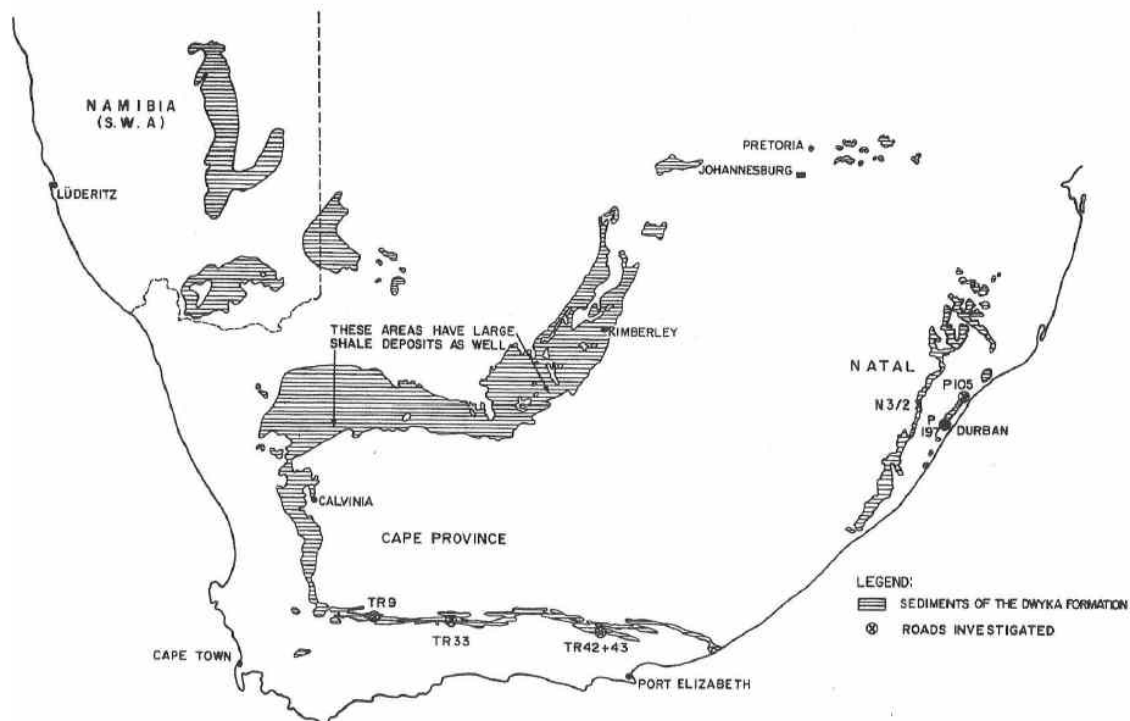 NAMIBIA
(S.W.A)
PRETORIA
JOHANNESBURG
LÜDERITZ
THESE AREAS HAVE LARGE
SHALE DEPOSITS AS WELL
KIMBERLEY
NATAL
P105
N3/2
P
197
DURBAN
CALVINIA
CAPE PROVINCE
LEGEND:
SEDIMENTS OF THE DWYKA FORMATION
ROADS INVESTIGATED
TR9
TR33
TR42+43
CAPE TOWN
PORT ELIZABETH